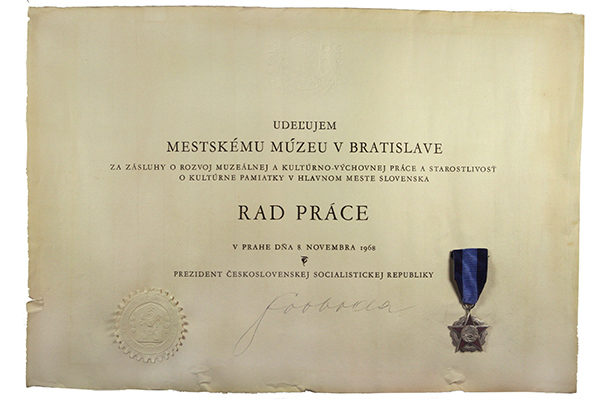 UDEĽUJEM
MESTSKÉMU MÚZEU V BRATISLAVE
ZA ZÁSLUHY O ROZVOJ MUZEÁLNEJ A KULTÚRNO-VÝCHOVNEJ PRÁCE A STAROSTLIVOSŤ
O KULTÚRNE PAMIATKY V HLAVNOM MESTE SLOVENSKA
RAD PRÁCE
V PRAHE DŇA 8. NOVEMBRA 1968
PREZIDENT ČESKOSLOVENSKEJ SOCIALISTICKEJ REPUBLIKY
Svoboda